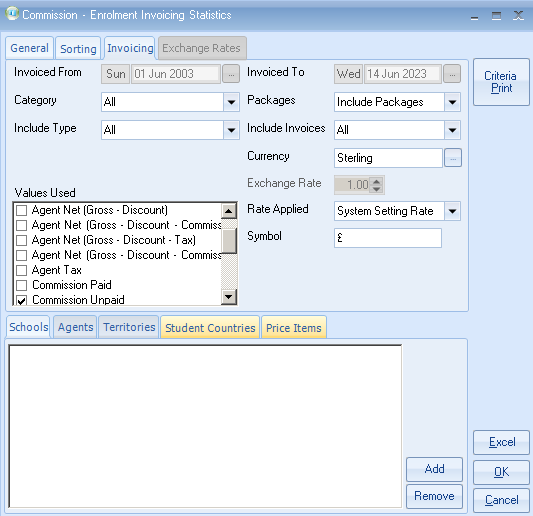 Commission - Enrolment Invoicing Statistics
General Sorting Invoicing Exchange Rates
Invoiced From Sun 01 Jun 2003 ... Invoiced To Wed 14 Jun 2023 ...
Criteria
Print
Category All Packages Include Packages
Include Type All Include Invoices All
Currency Sterling ...
Exchange Rate 1.00
Values Used
Agent Net (Gross - Discount) Rate Applied System Setting Rate
Agent Net (Gross - Discount - Commiss
Agent Net (Gross - Discount - Tax) Symbol £
Agent Net (Gross - Discount - Commiss
Agent Tax
Commission Paid
Commission Unpaid
Schools Agents Territories Student Countries Price Items
Excel
Add OK
Remove Cancel